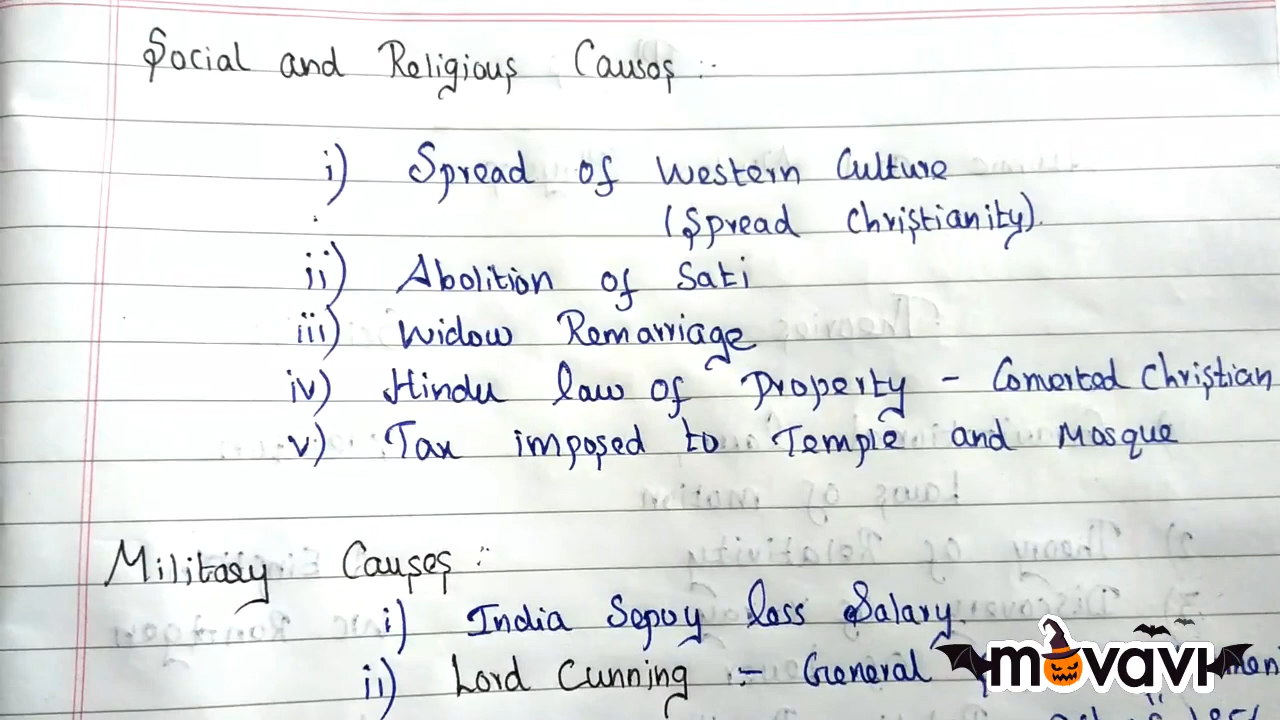 Social and Religious Causes :-
i) Spread of Western Culture
(Spread Christianity).
ii) Abolition of Sati
iii) Widow Remarriage
iv) Hindu law of Property - Converted Christian
v) Tax imposed to Temple and Mosque
Military Causes :
i) India Sepoy less Salary.
ii) Lord Cunning :- General
movavi